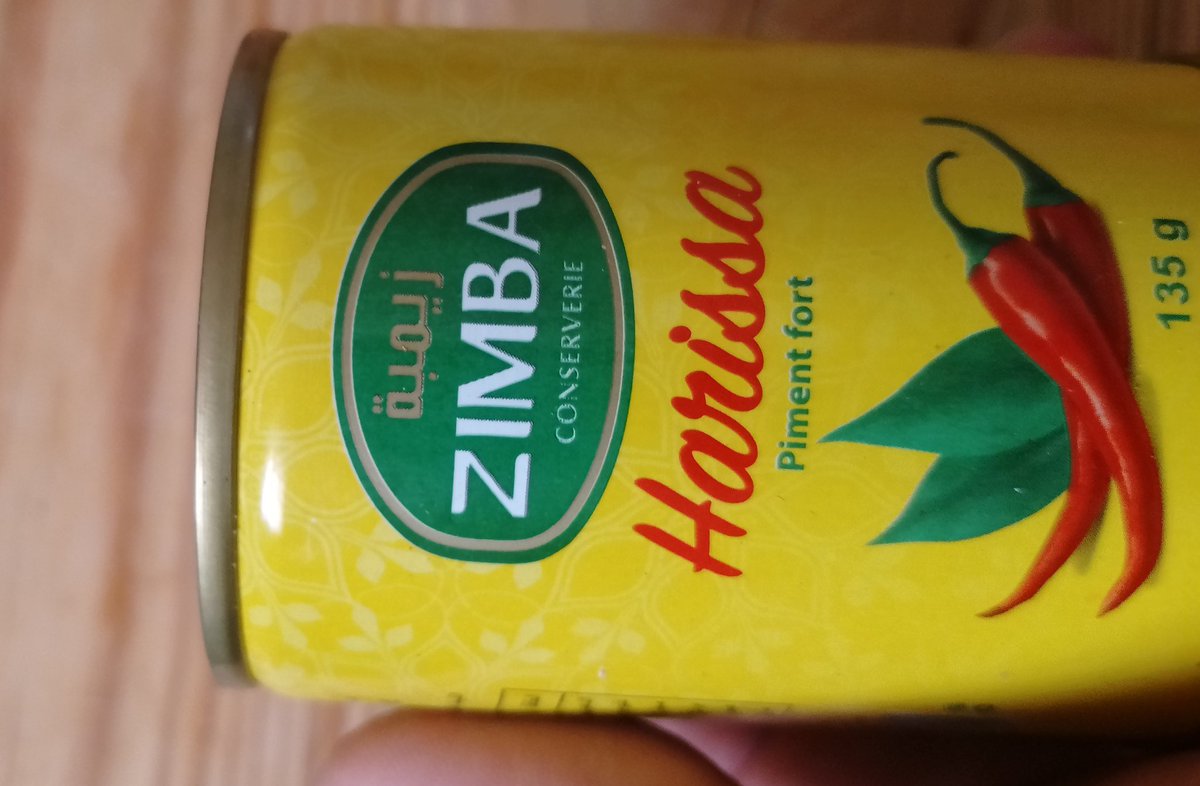 زيمبة
ZIMBA
CONSERVERIE
Harissa
Piment fort
135 g